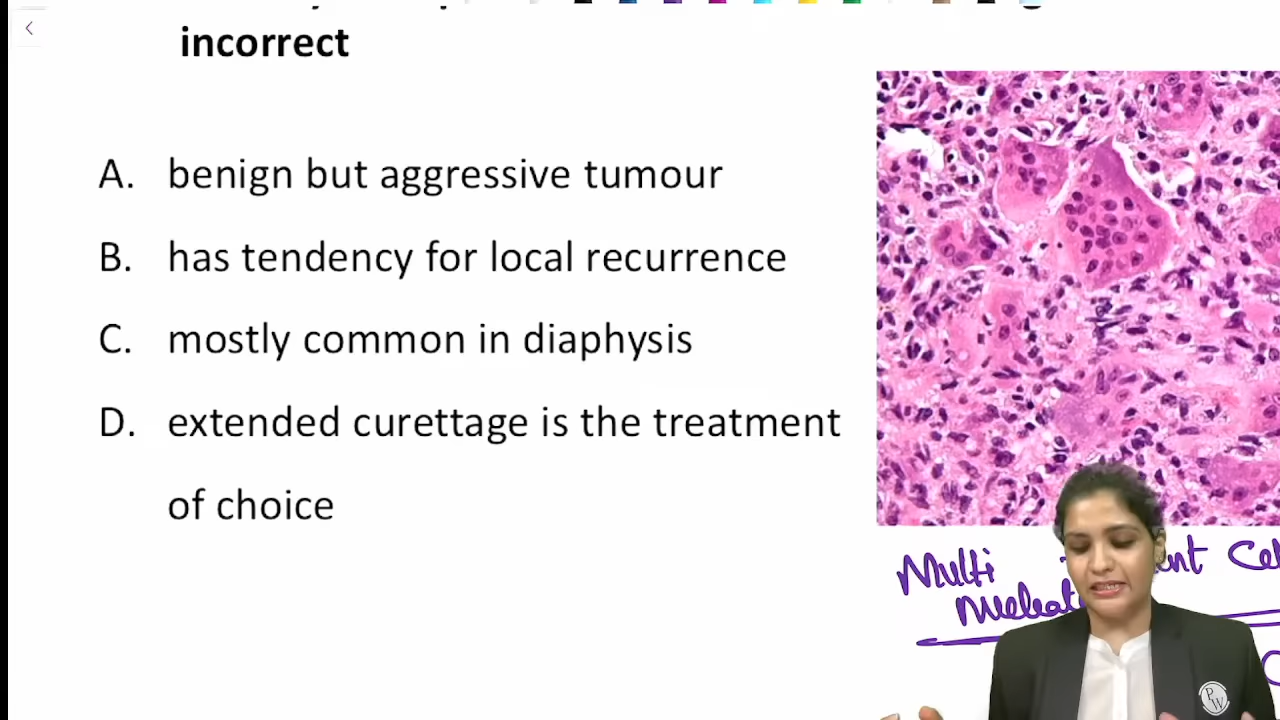 incorrect
A. benign but aggressive tumour
B. has tendency for local recurrence
C. mostly common in diaphysis
D. extended curettage is the treatment
of choice
Multi
PW